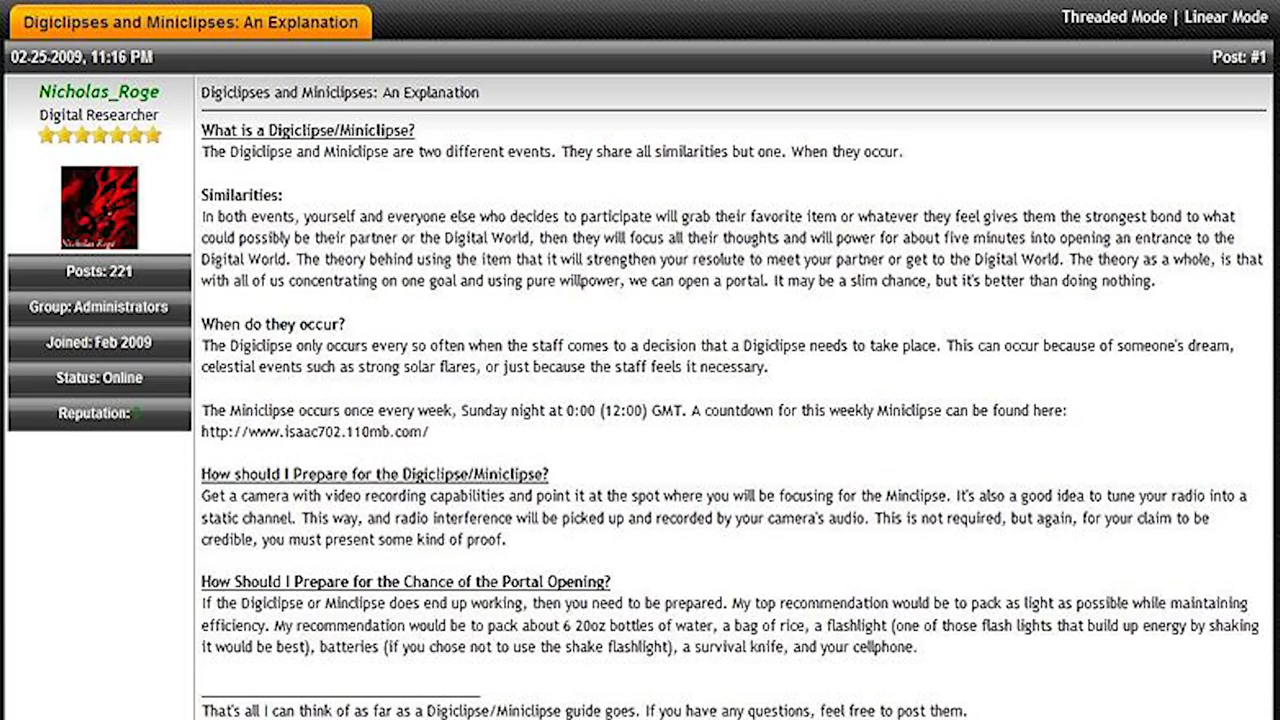 Digiclipses and Miniclipses: An Explanation
Threaded Mode | Linear Mode
02-25-2009, 11:16 PM
Post: #1
Nicholas_Roge
Digital Researcher
Nicholas Roge
Posts: 221
Group: Administrators
Joined: Feb 2009
Status: Online
Reputation:
Digiclipses and Miniclipses: An Explanation
What is a Digiclipse/Miniclipse?
The Digiclipse and Miniclipse are two different events. They share all similarities but one. When they occur.
Similarities:
In both events, yourself and everyone else who decides to participate will grab their favorite item or whatever they feel gives them the strongest bond to what
could possibly be their partner or the Digital World, then they will focus all their thoughts and will power for about five minutes into opening an entrance to the
Digital World. The theory behind using the item that it will strengthen your resolute to meet your partner or get to the Digital World. The theory as a whole, is that
with all of us concentrating on one goal and using pure willpower, we can open a portal. It may be a slim chance, but it's better than doing nothing.
When do they occur?
The Digiclipse only occurs every so often when the staff comes to a decision that a Digiclipse needs to take place. This can occur because of someone's dream,
celestial events such as strong solar flares, or just because the staff feels it necessary.
The Miniclipse occurs once every week, Sunday night at 0:00 (12:00) GMT. A countdown for this weekly Miniclipse can be found here:
http://www.isaac702.110mb.com/
How should I Prepare for the Digiclipse/Miniclipse?
Get a camera with video recording capabilities and point it at the spot where you will be focusing for the Minclipse. It's also a good idea to tune your radio into a
static channel. This way, and radio interference will be picked up and recorded by your camera's audio. This is not required, but again, for your claim to be
credible, you must present some kind of proof.
How Should I Prepare for the Chance of the Portal Opening?
If the Digiclipse or Minclipse does end up working, then you need to be prepared. My top recommendation would be to pack as light as possible while maintaining
efficiency. My recommendation would be to pack about 6 20oz bottles of water, a bag of rice, a flashlight (one of those flash lights that build up energy by shaking
it would be best), batteries (if you chose not to use the shake flashlight), a survival knife, and your cellphone.
That's all I can think of as far as a Digiclipse/Miniclipse guide goes. If you have any questions, feel free to post them.